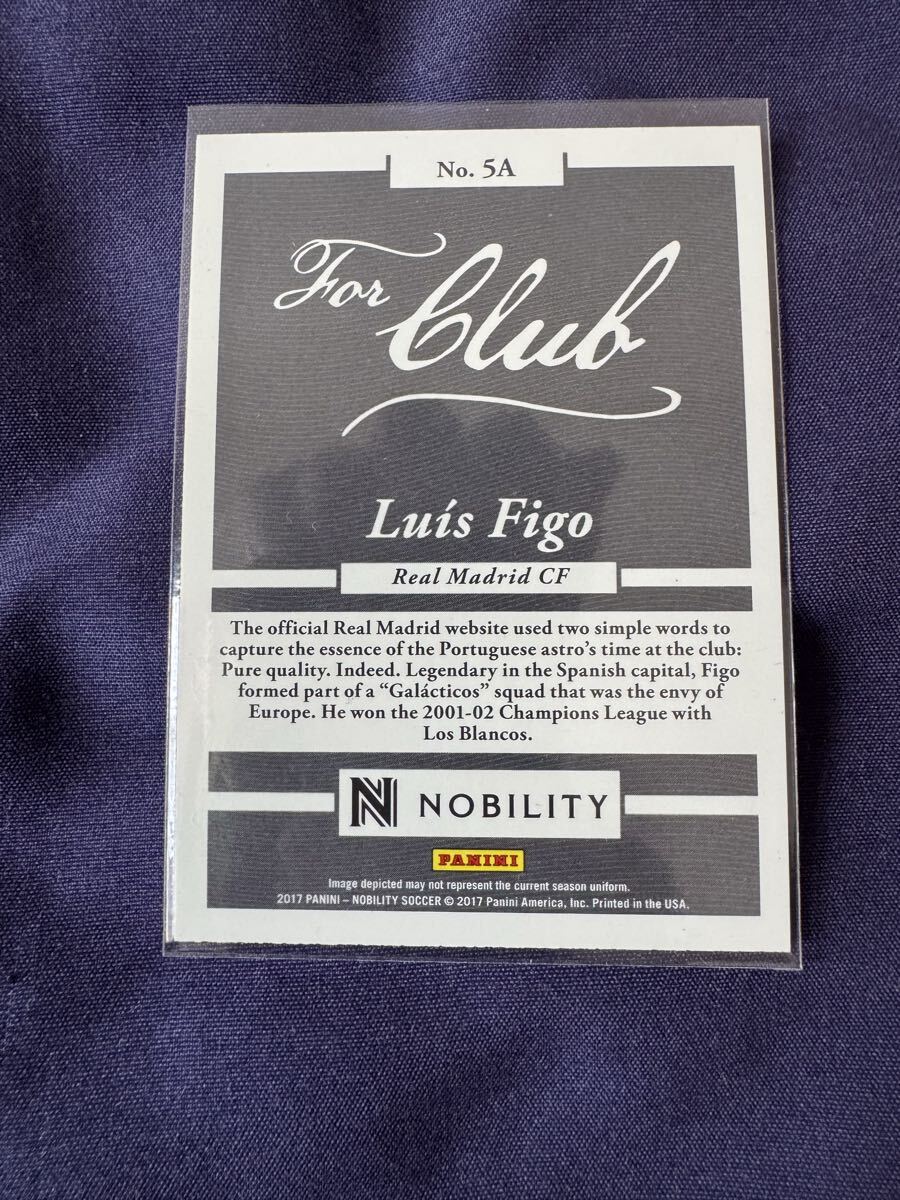 No. 5A
For Club
Luís Figo
Real Madrid CF
The official Real Madrid website used two simple words to
capture the essence of the Portuguese astro's time at the club:
Pure quality. Indeed. Legendary in the Spanish capital, Figo
formed part of a “Galácticos” squad that was the envy of
Europe. He won the 2001-02 Champions League with
Los Blancos.
N NOBILITY
PANINI
Image depicted may not represent the current season uniform.
2017 PANINI – NOBILITY SOCCER © 2017 Panini America, Inc. Printed in the USA.